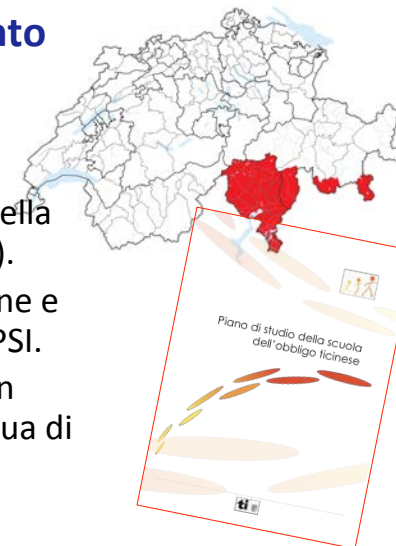 nto
ella
).
ne e
PSI.
n
ua di
Piano di studio della scuola
dell'obbligo ticinese
ti